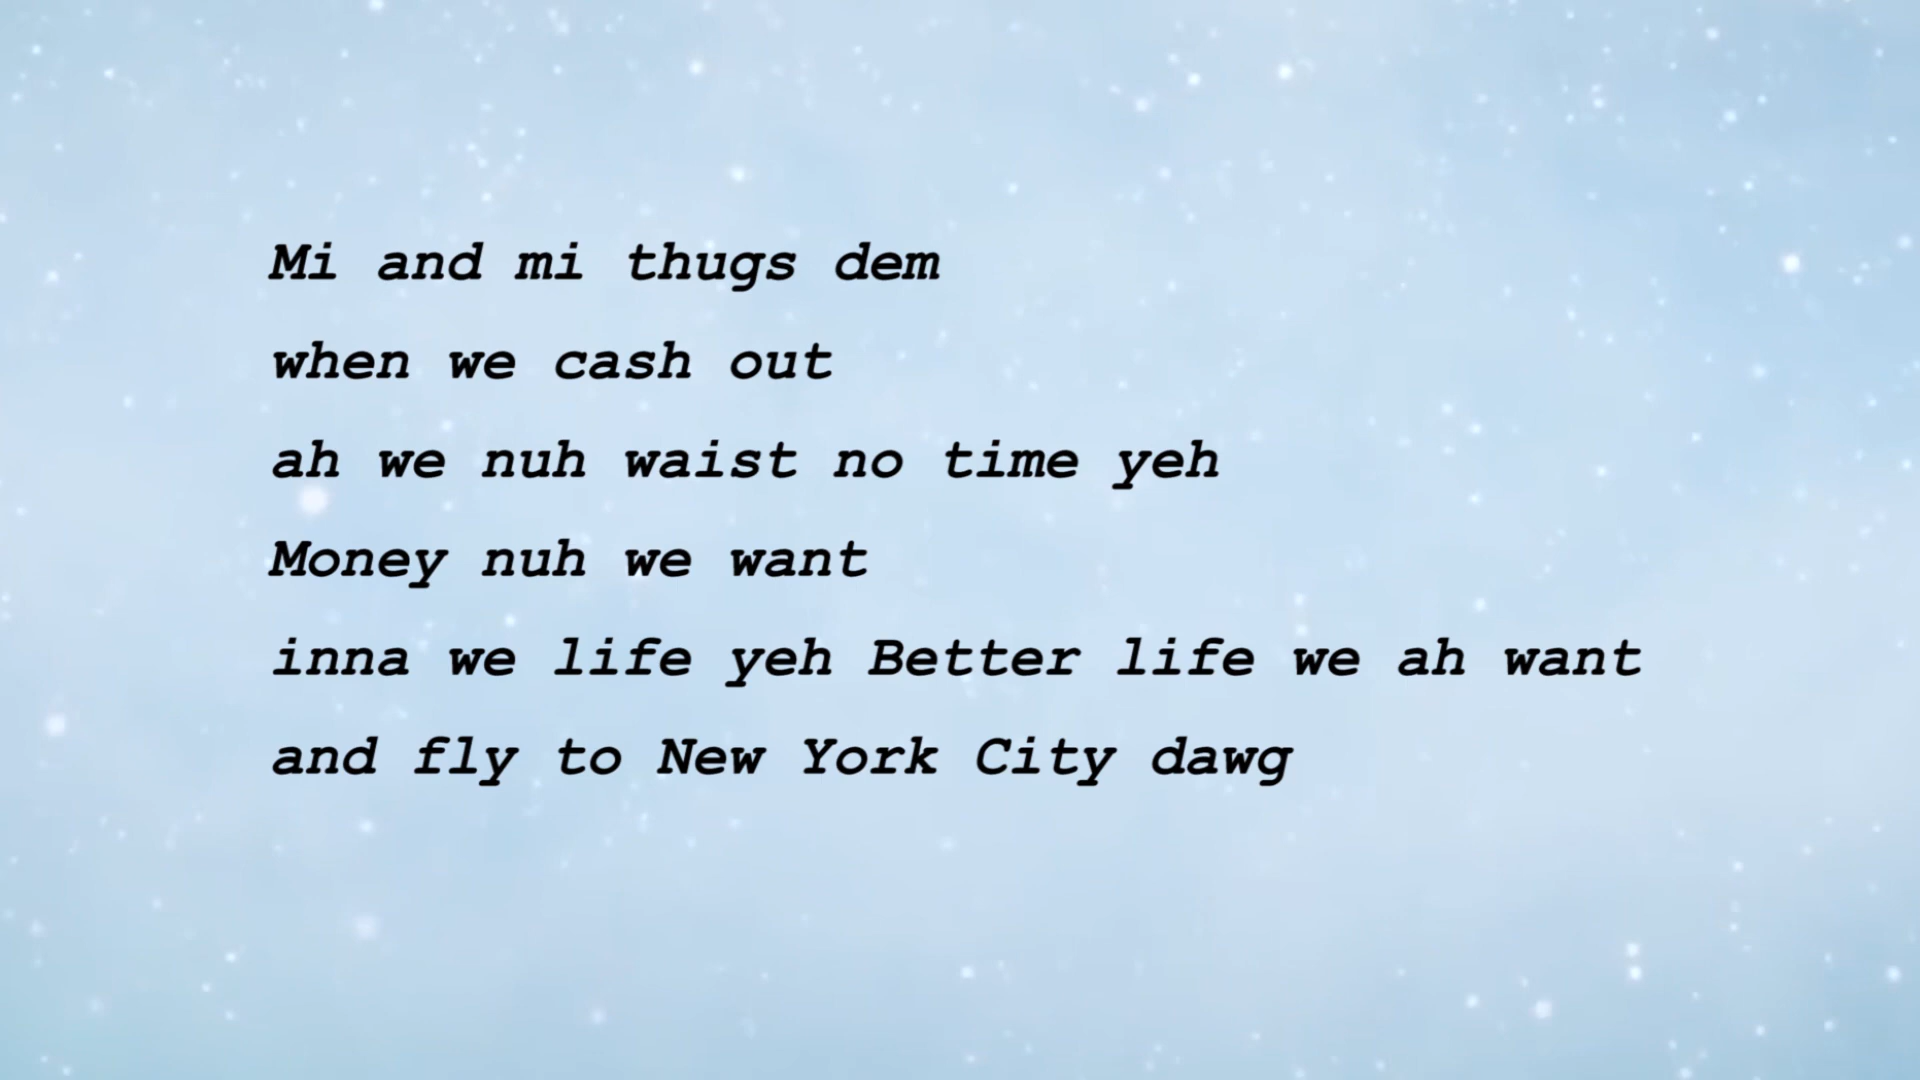 Mi and mi thugs dem
when we cash out
ah we nuh waist no time yeh
Money nuh we want
inna we life yeh Better life we ah want
and fly to New York City dawg